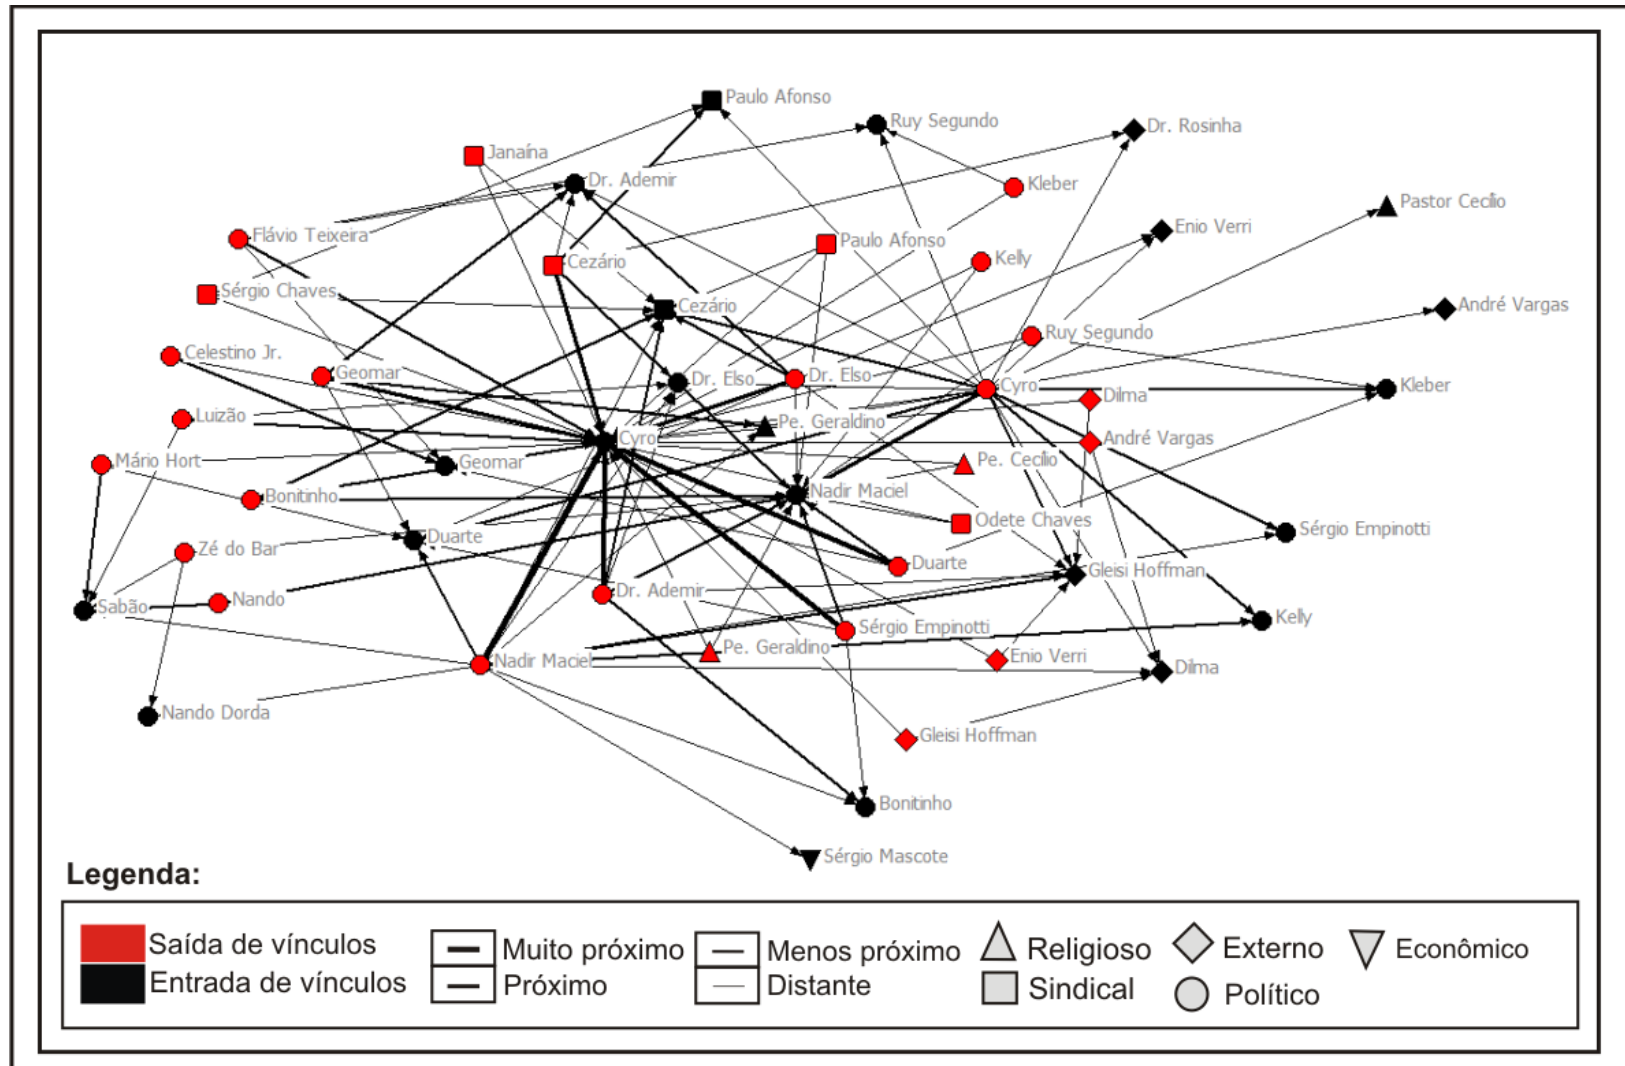 Paulo Afonso
Ruy Segundo
Dr. Rosinha
Janaína
Dr. Ademir
Kleber
Pastor Cecílio
Flávio Teixeira
Paulo Afonso
Enio Verri
Cezário
Kelly
Sérgio Chaves
Cezário
André Vargas
Ruy Segundo
Celestino Jr.
Geomar
Dr. Elso
Dr. Elso
Cyro
Kleber
Dilma
Luizão
Pe. Geraldino
Cyro
André Vargas
Mário Hort
Geomar
Pe. Cecílio
Bonitinho
Nadir Maciel
Odete Chaves
Sérgio Empinotti
Duarte
Zé do Bar
Duarte
Gleisi Hoffman
Dr. Ademir
Nando
Sabão
Kelly
Sérgio Empinotti
Pe. Geraldino
Enio Verri
Nadir Maciel
Dilma
Nando Dorda
Gleisi Hoffman
Bonitinho
Sérgio Mascote
Legenda:
Saída de vínculos
Muito próximo
Menos próximo
Religioso
Externo
Econômico
Entrada de vínculos
Próximo
Distante
Sindical
Político